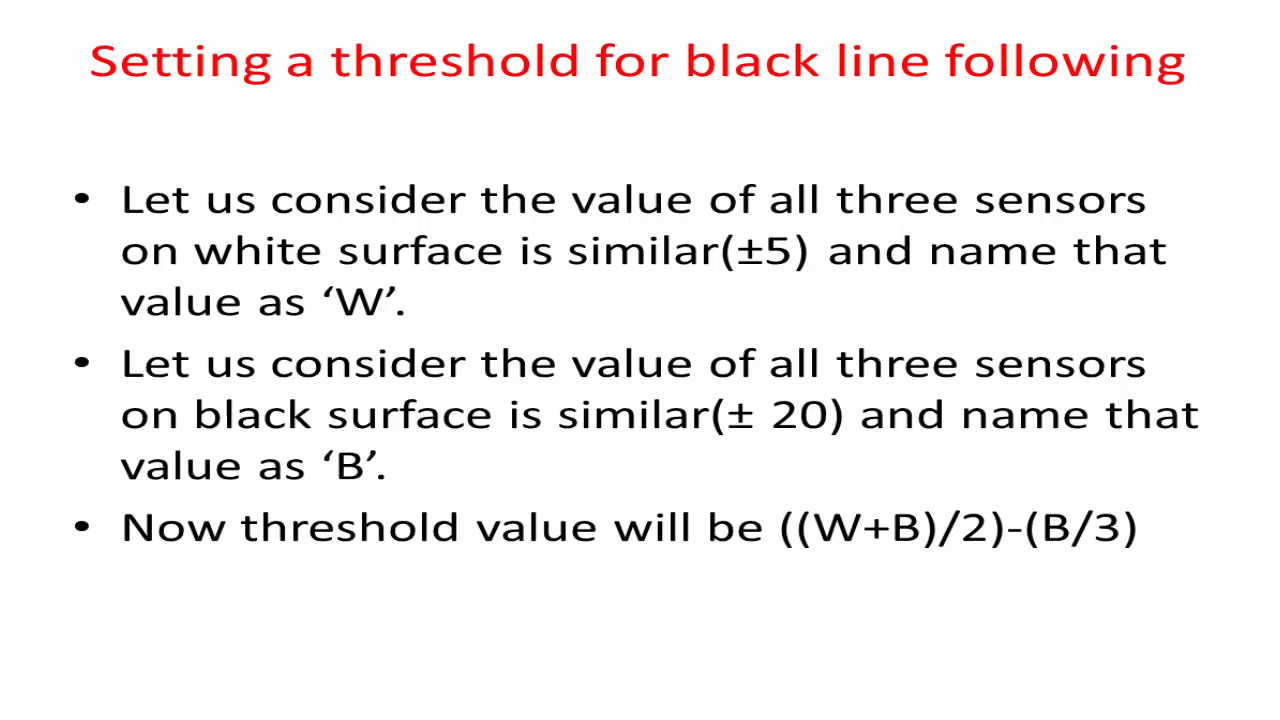 Setting a threshold for black line following
• Let us consider the value of all three sensors
on white surface is similar(±5) and name that
value as ‘W’.
• Let us consider the value of all three sensors
on black surface is similar(± 20) and name that
value as ‘B’.
• Now threshold value will be ((W+B)/2)-(B/3)